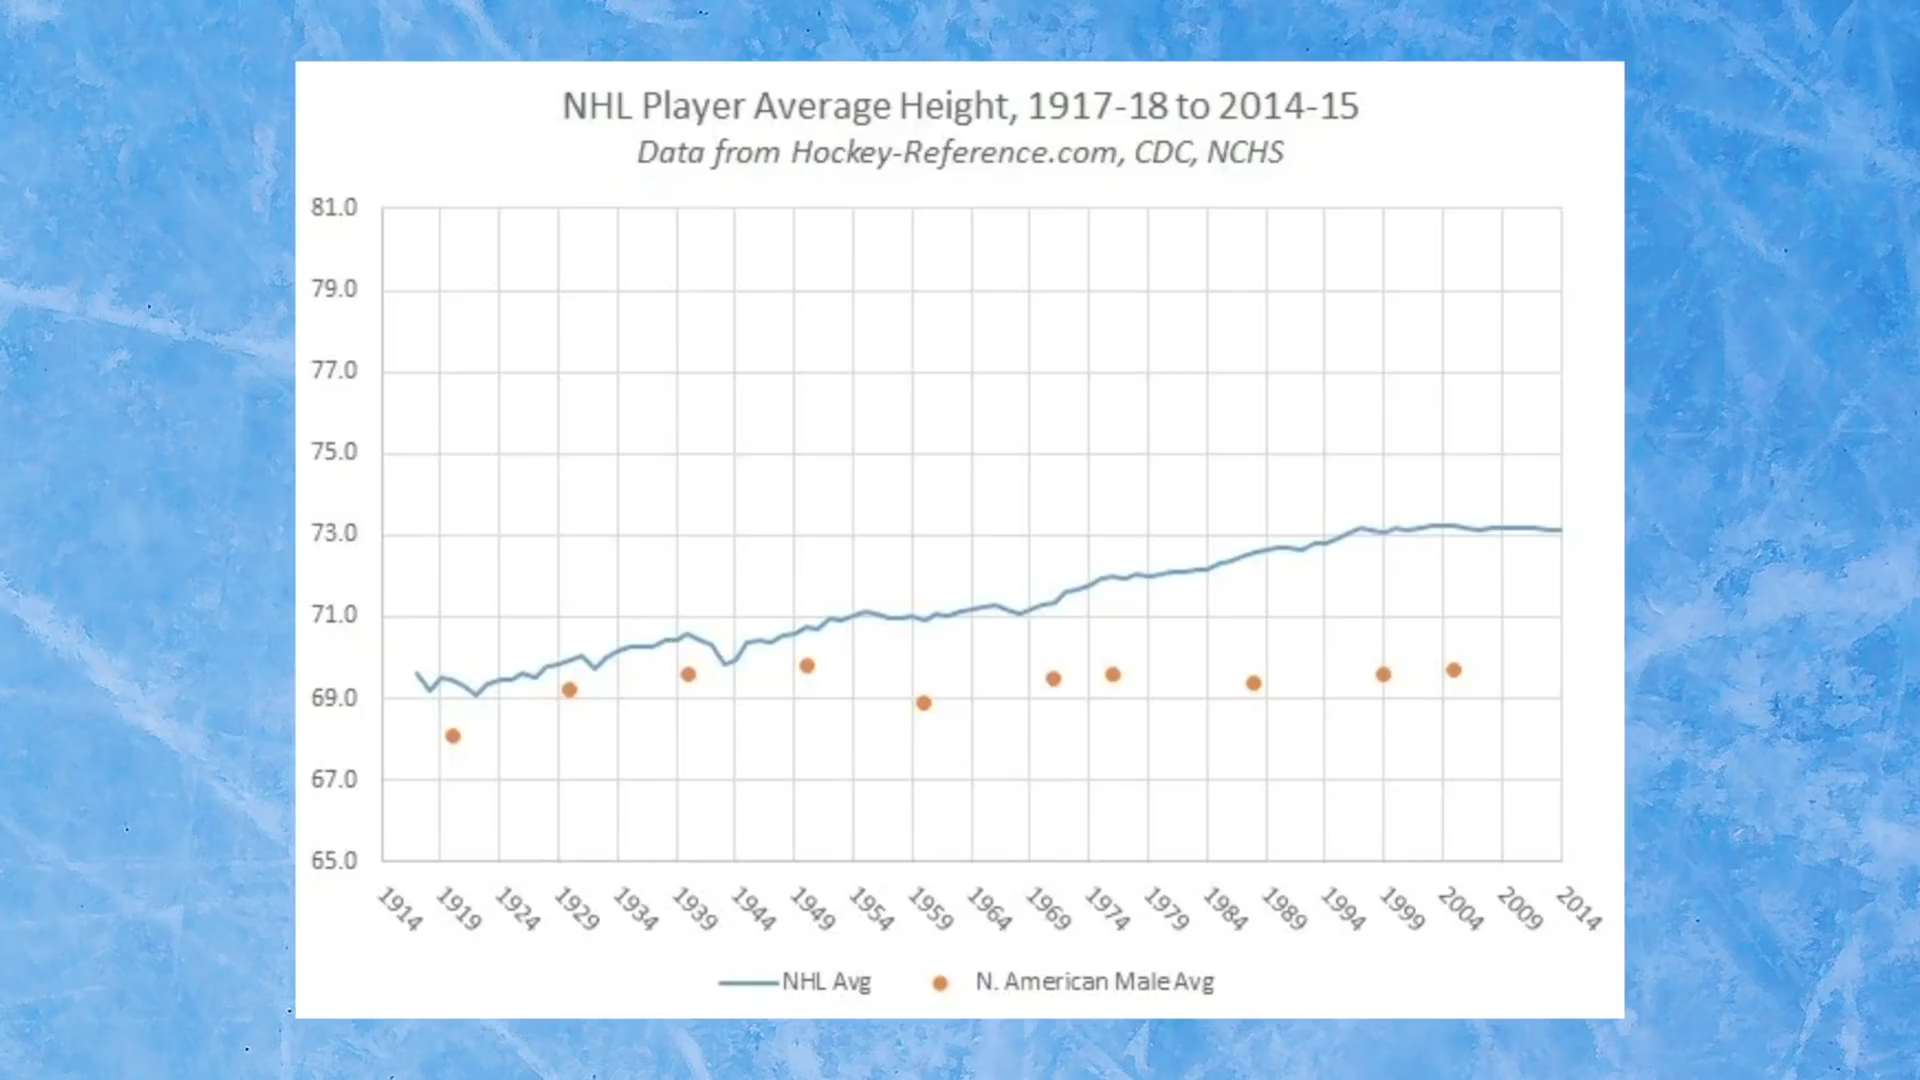 NHL Player Average Height, 1917-18 to 2014-15
Data from Hockey-Reference.com, CDC, NCHS
81.0
79.0
77.0
75.0
73.0
71.0
69.0
67.0
65.0
1914 1919 1924 1929 1934 1939 1944 1949 1954 1959 1964 1969 1974 1979 1984 1989 1994 1999 2004 2009 2014
NHL Avg N. American Male Avg